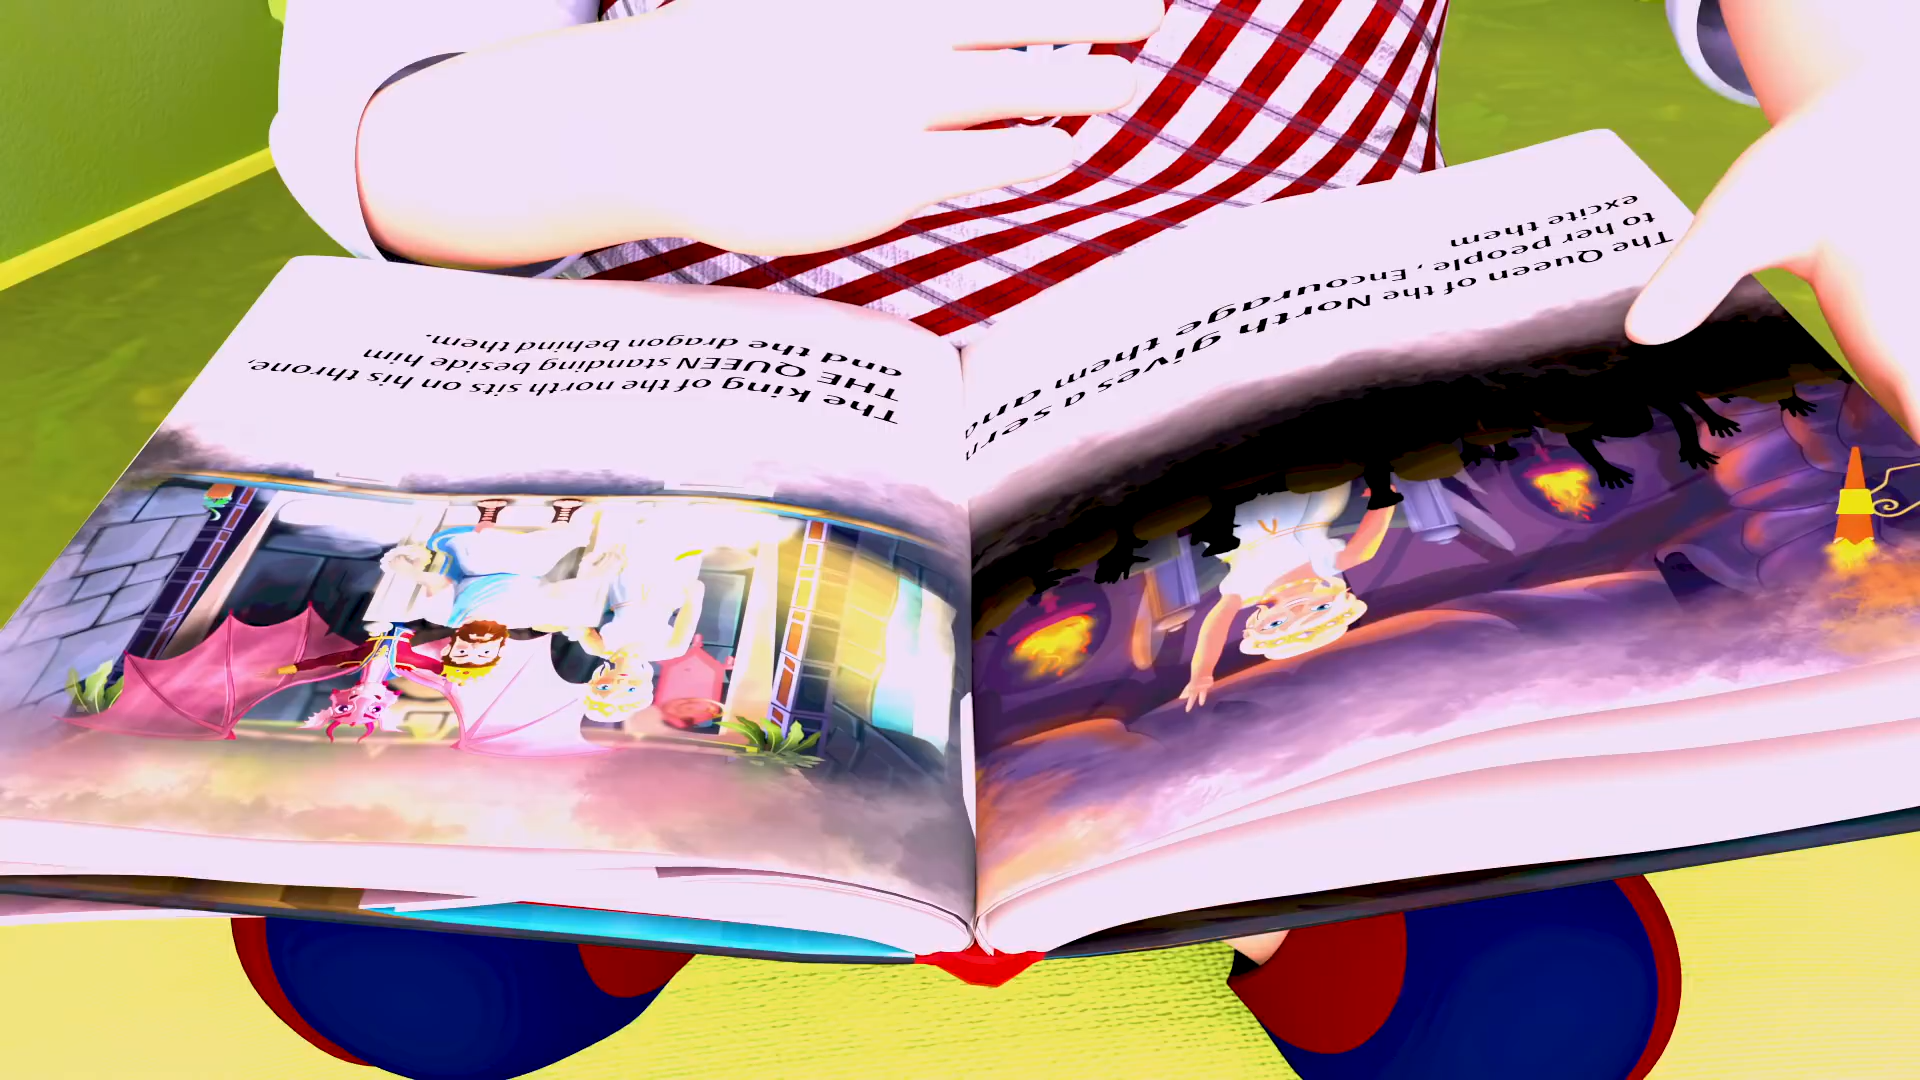 The Queen of the North gives a
to her people , Encourage them and
excite them
The king of the north sits on his throne,
THE QUEEN standing beside him
and the dragon behind them.